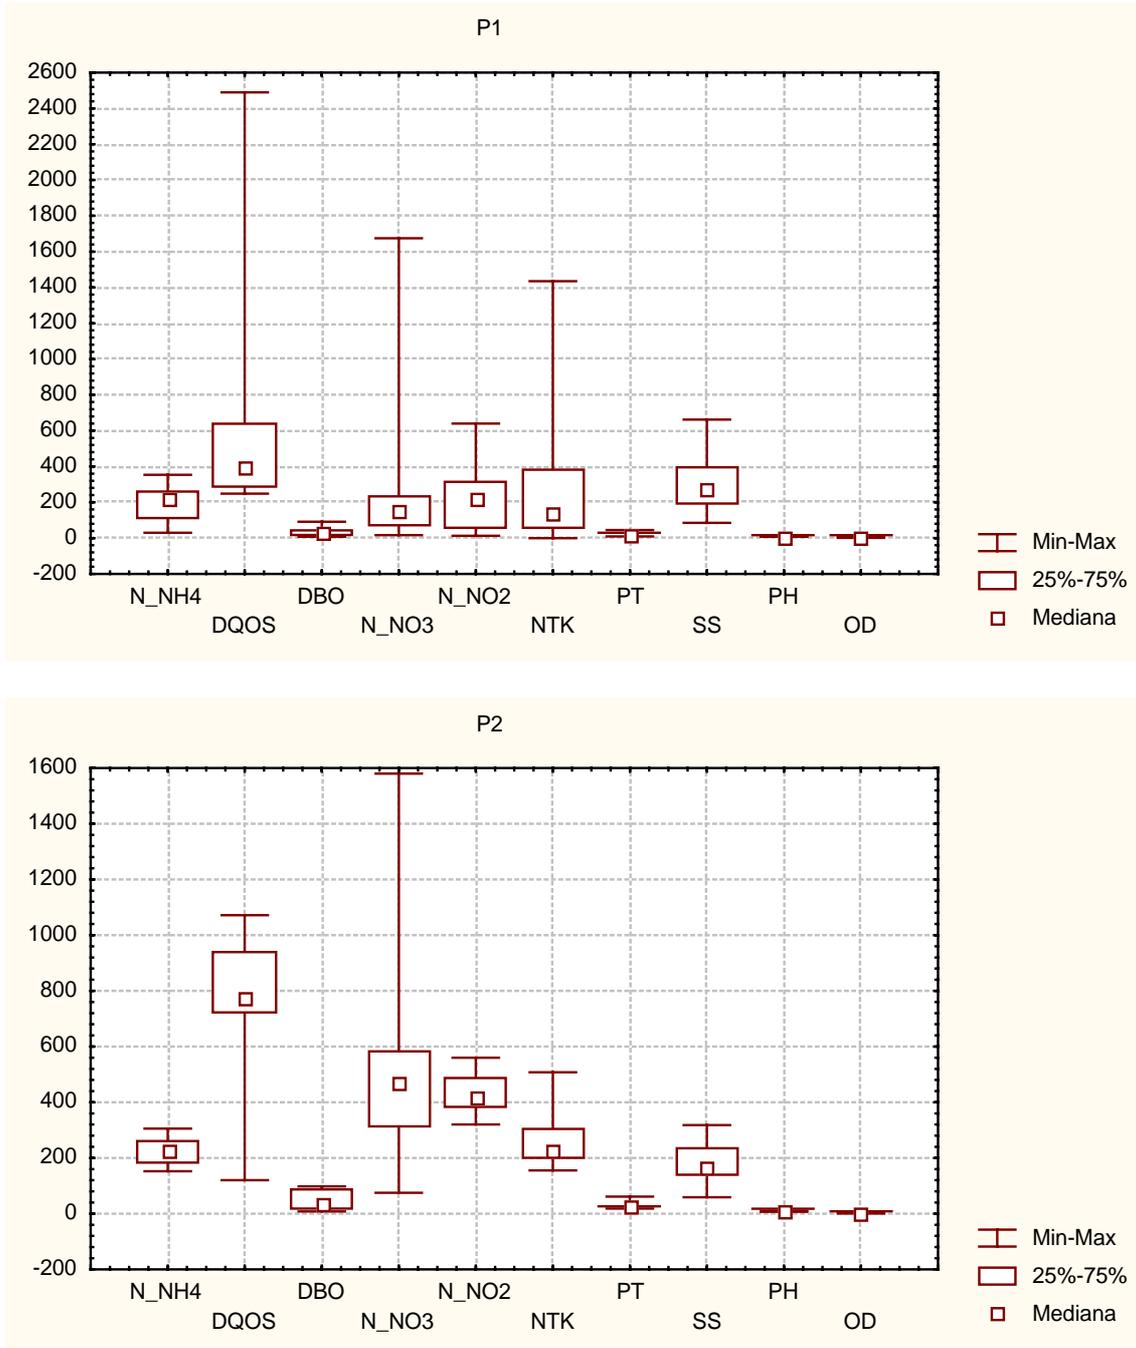 P1
2600
2400
2200
2000
1800
1600
1400
1200
1000
800
600
400
200
0
-200
N_NH4 DBO N_NO2 PT PH
DQOS N_NO3 NTK SS OD
Min-Max
25%-75%
Mediana
P2
1600
1400
1200
1000
800
600
400
200
0
-200
N_NH4 DBO N_NO2 PT PH
DQOS N_NO3 NTK SS OD
Min-Max
25%-75%
Mediana